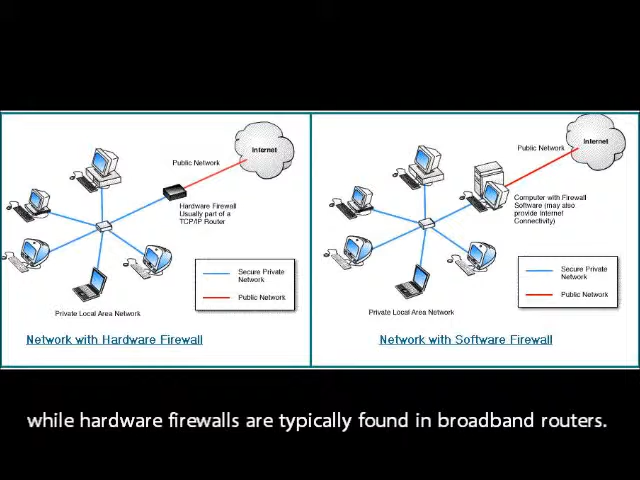 Internet
Public Network
Hardware Firewall
Usually part of a
TCP/IP Router
Secure Private
Network
Public Network
Private Local Area Network
Network with Hardware Firewall
Internet
Public Network
Computer with Firewall
Software (may also
provide Internet
Connectivity)
Secure Private
Network
Public Network
Private Local Area Network
Network with Software Firewall
while hardware firewalls are typically found in broadband routers.